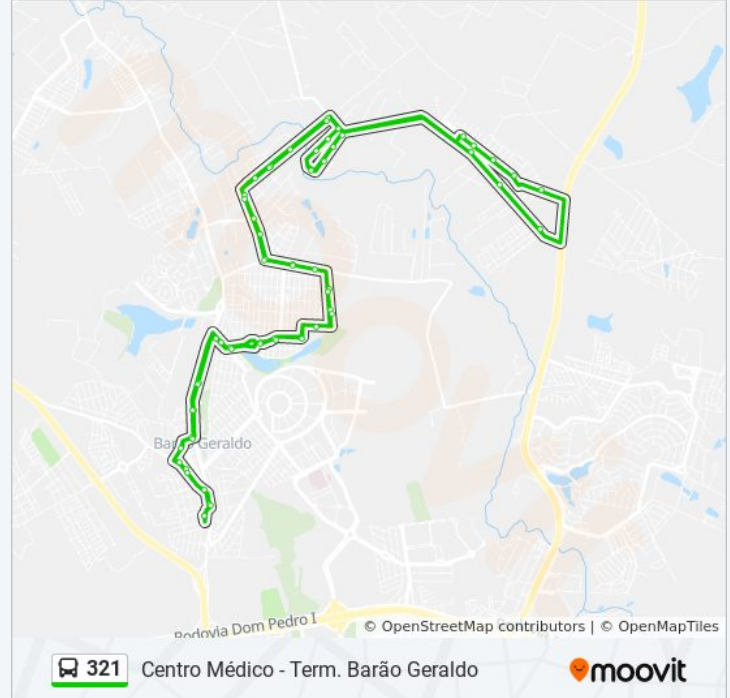 Barão Geraldo
Rodovia Dom Pedro I
© OpenStreetMap contributors | © OpenMapTiles
321 Centro Médico - Term. Barão Geraldo
moovit